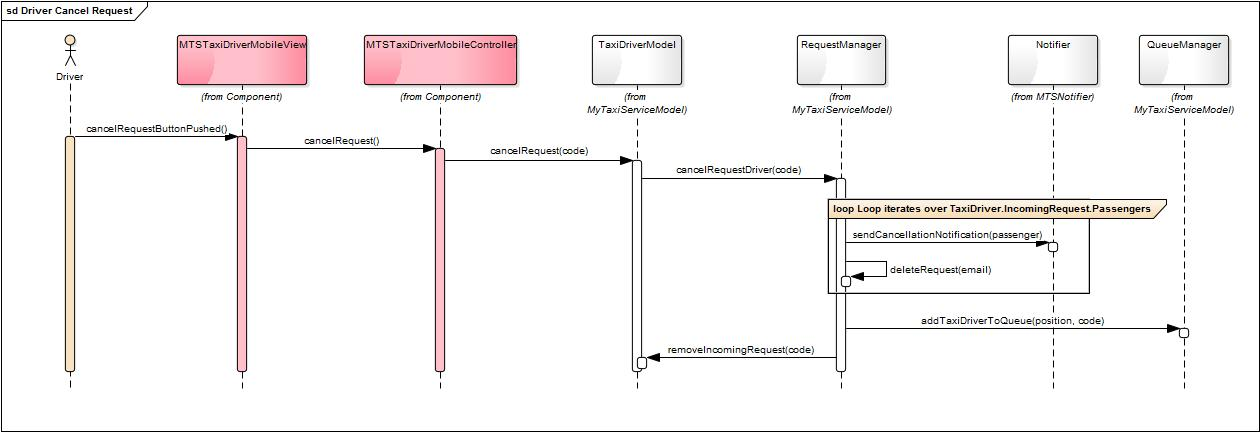 sd Driver Cancel Request
Driver
MTSTaxiDriverMobileView
(from Component)
MTSTaxiDriverMobileController
(from Component)
TaxiDriverModel
(from
MyTaxiServiceModel)
RequestManager
(from
MyTaxiServiceModel)
Notifier
(from MTSNotifier)
QueueManager
(from
MyTaxiServiceModel)
cancelRequestButtonPushed()
cancelRequest()
cancelRequest(code)
cancelRequestDriver(code)
loop Loop iterates over TaxiDriver.IncomingRequest.Passengers
sendCancellationNotification(passenger)
deleteRequest(email)
addTaxiDriverToQueue(position, code)
removeIncomingRequest(code)